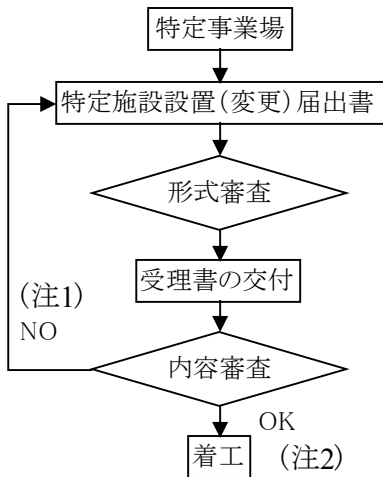 特定事業場
特定施設設置(変更)届出書
形式審査
受理書の交付
(注1)
NO
内容審査
OK
着工
(注2)